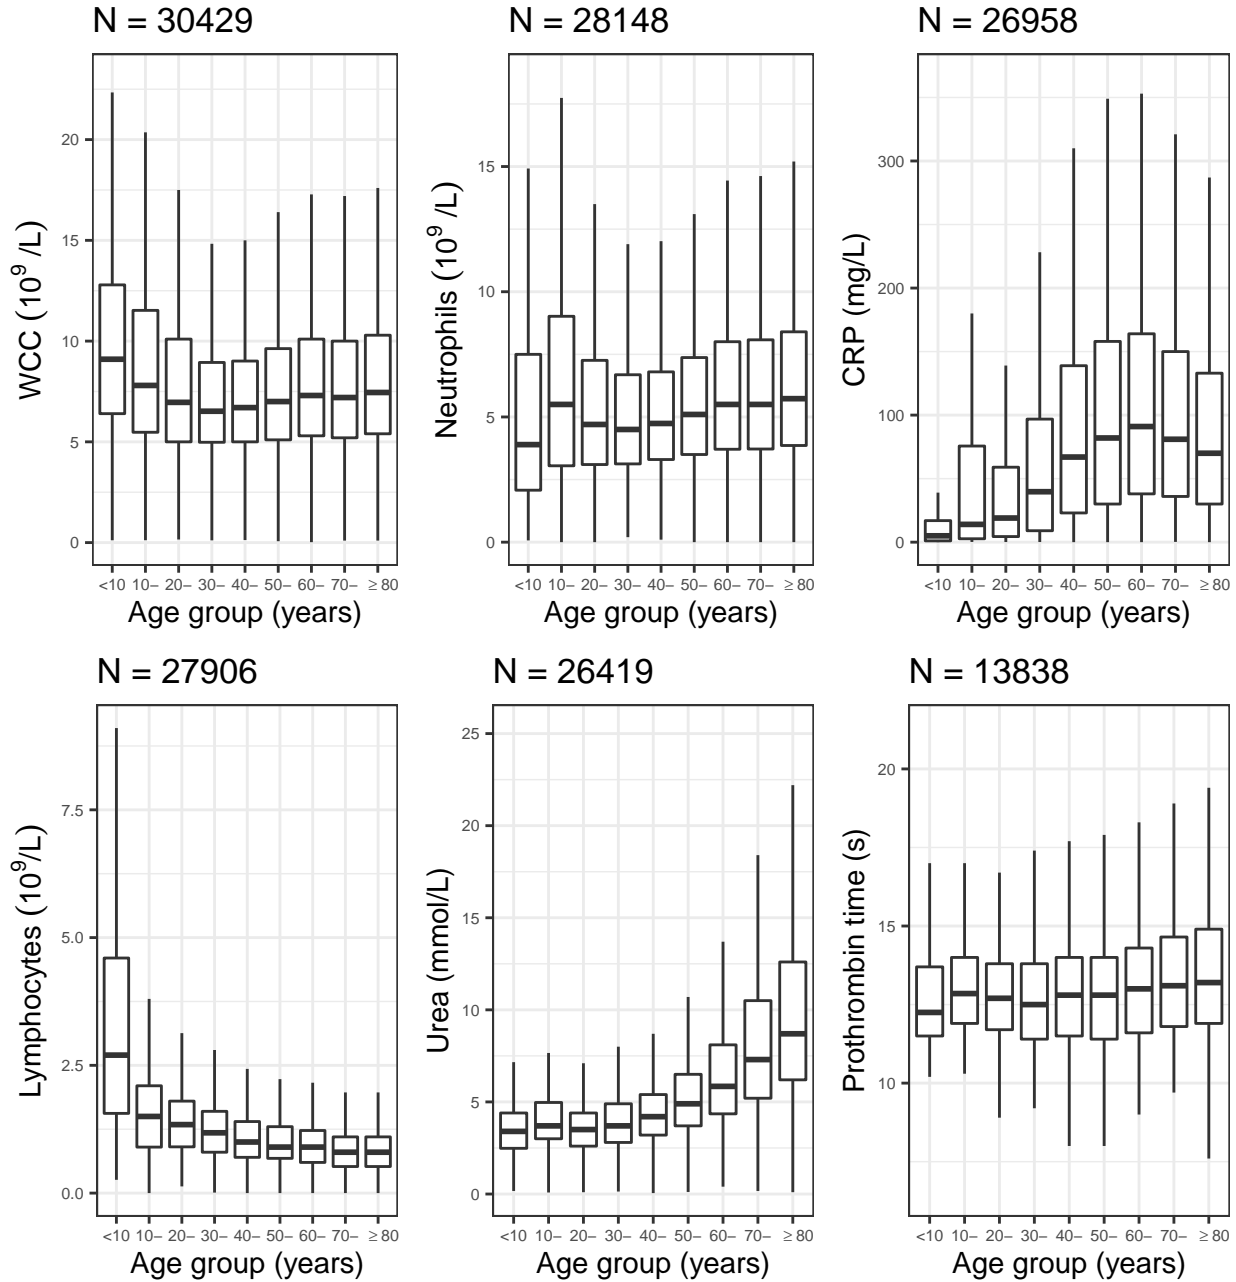 N = 30429
N = 28148
N = 26958
WCC (10⁹ /L)
20
15
10
5
0
<10 10– 20– 30– 40– 50– 60– 70– ≥ 80
Age group (years)
Neutrophils (10⁹ /L)
15
10
5
0
<10 10– 20– 30– 40– 50– 60– 70– ≥ 80
Age group (years)
CRP (mg/L)
300
200
100
0
<10 10– 20– 30– 40– 50– 60– 70– ≥ 80
Age group (years)
N = 27906
N = 26419
N = 13838
Lymphocytes (10⁹/L)
7.5
5.0
2.5
0.0
<10 10– 20– 30– 40– 50– 60– 70– ≥ 80
Age group (years)
Urea (mmol/L)
25
20
15
10
5
0
<10 10– 20– 30– 40– 50– 60– 70– ≥ 80
Age group (years)
Prothrombin time (s)
20
15
10
<10 10– 20– 30– 40– 50– 60– 70– ≥ 80
Age group (years)